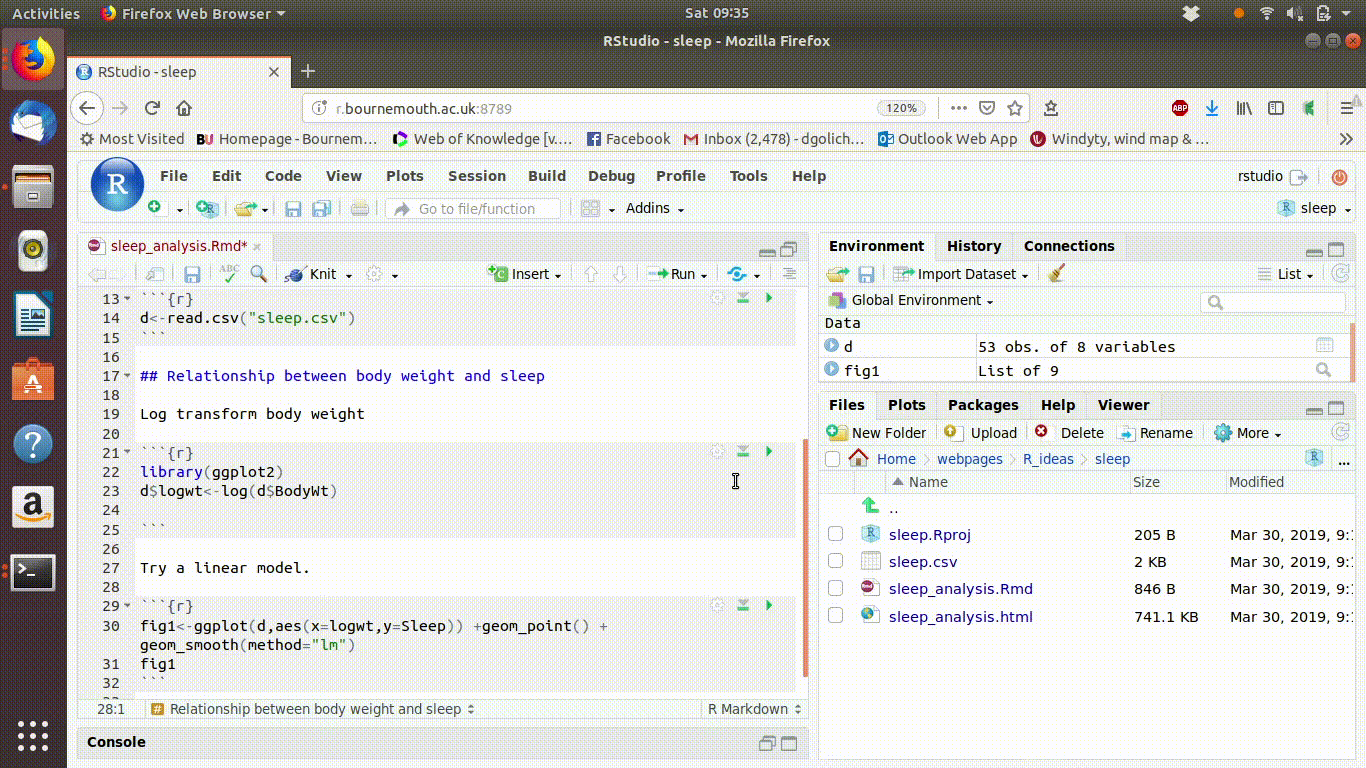 Activities Firefox Web Browser Sat 09:35
RStudio - sleep - Mozilla Firefox
RStudio - sleep
r.bournemouth.ac.uk:8789 120% ABP
Most Visited BU Homepage - Bournem… Web of Knowledge [v.… Facebook Inbox (2,478) - dgolich… Outlook Web App Windyty, wind map & …
R File Edit Code View Plots Session Build Debug Profile Tools Help rstudio
Go to file/function Addins sleep
sleep_analysis.Rmd*
ABC Knit Insert Run
13 ```{r}
14 d<-read.csv("sleep.csv")
15 ```
16
17 ## Relationship between body weight and sleep
18
19 Log transform body weight
20
21 ```{r}
22 library(ggplot2)
23 d$logwt<-log(d$BodyWt)
24
25 ```
26
27 Try a linear model.
28
29 ```{r}
30 fig1<-ggplot(d,aes(x=logwt,y=Sleep)) +geom_point() +
geom_smooth(method="lm")
31 fig1
32 ```
28:1 # Relationship between body weight and sleep R Markdown
Console
Environment History Connections
Import Dataset List
Global Environment
Data
d 53 obs. of 8 variables
fig1 List of 9
Files Plots Packages Help Viewer
New Folder Upload Delete Rename More
Home webpages R_ideas sleep ...
Name Size Modified
..
sleep.Rproj 205 B Mar 30, 2019, 9:
sleep.csv 2 KB Mar 30, 2019, 9:
sleep_analysis.Rmd 846 B Mar 30, 2019, 9:
sleep_analysis.html 741.1 KB Mar 30, 2019, 9: